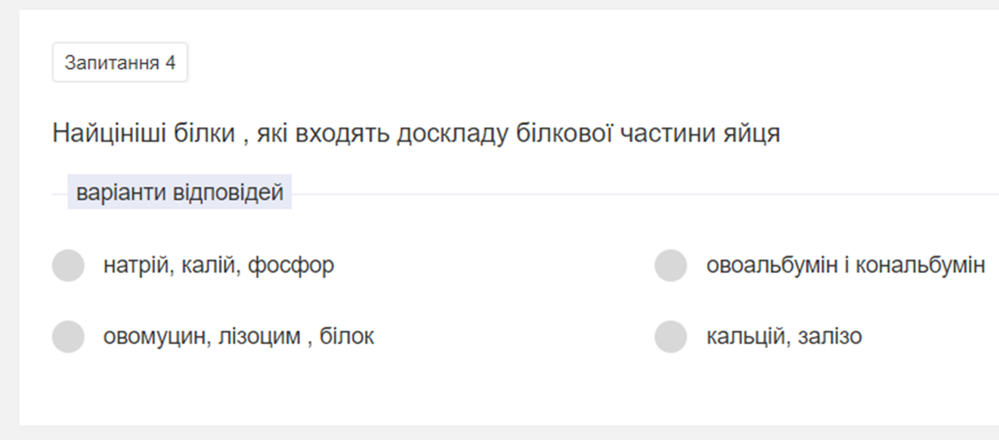 Запитання 4
Найцініші білки , які входять доскладу білкової частини яйця
варіанти відповідей
натрій, калій, фосфор
овоальбумін і кональбумін
овомуцин, лізоцим , білок
кальцій, залізо